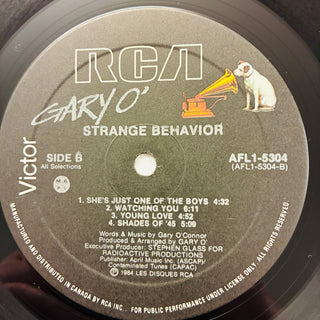 RCA
GARY O'
STRANGE BEHAVIOR
Victor
SIDE B
All Selections
AFL1-5304
(AFL1-5304-B)
1. SHE'S JUST ONE OF THE BOYS 4:32
2. WATCHING YOU 6:11
3. YOUNG LOVE 4:52
4. SHADES OF '45 5:09
Words & Music by Gary O'Connor
Produced & Arranged by GARY O'
Executive Producer: STEPHEN GLASS FOR
RADIOACTIVE PRODUCTIONS
Publisher: April Music Inc. (ASCAP)/
Contaminated Tunes (CAPAC)
℗ 1984 LES DISQUES RCA
MANUFACTURED AND DISTRIBUTED IN CANADA BY RCA INC. · FOR PUBLIC PERFORMANCE UNDER LICENSE ONLY. ALL RIGHTS RESERVED